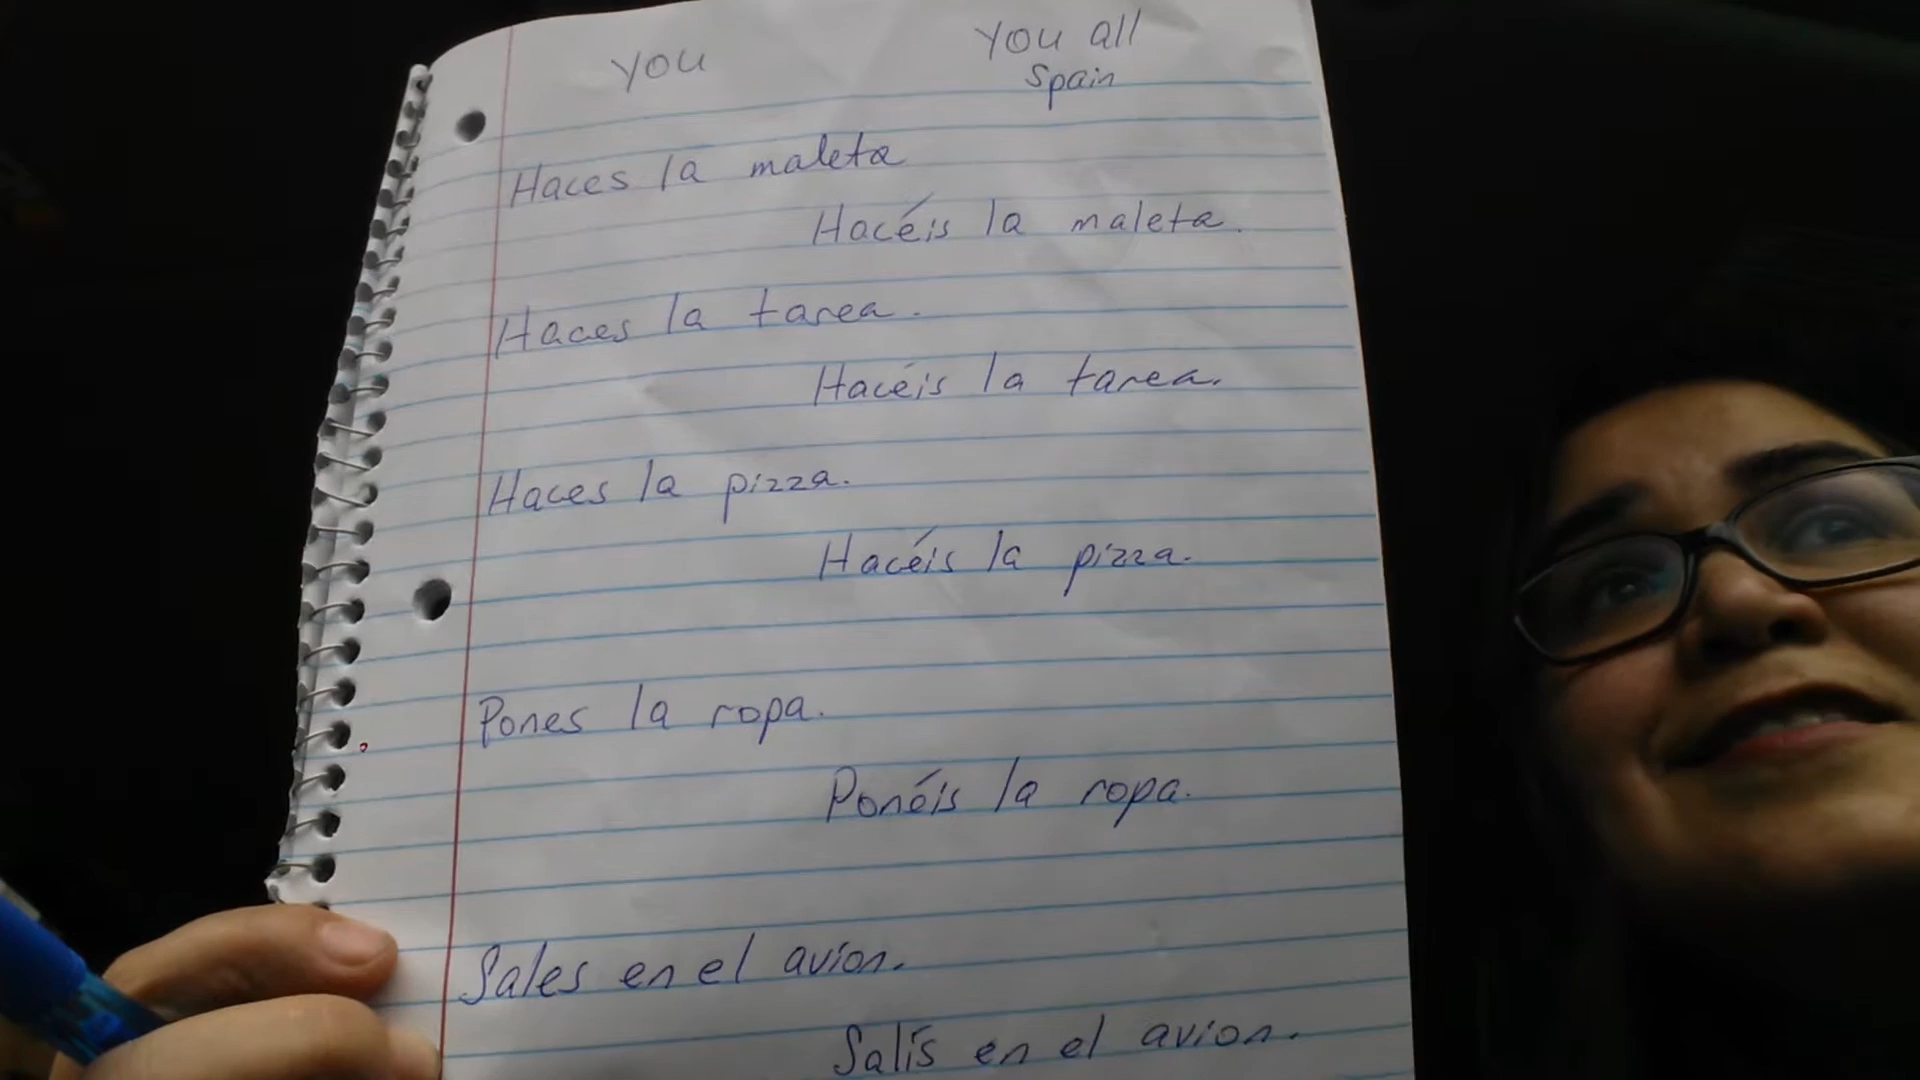 you
you all
Spain
Haces la maleta
Hacéis la maleta.
Haces la tarea.
Hacéis la tarea.
Haces la pizza.
Hacéis la pizza.
Pones la ropa.
Ponéis la ropa.
Sales en el avion.
Salís en el avion.